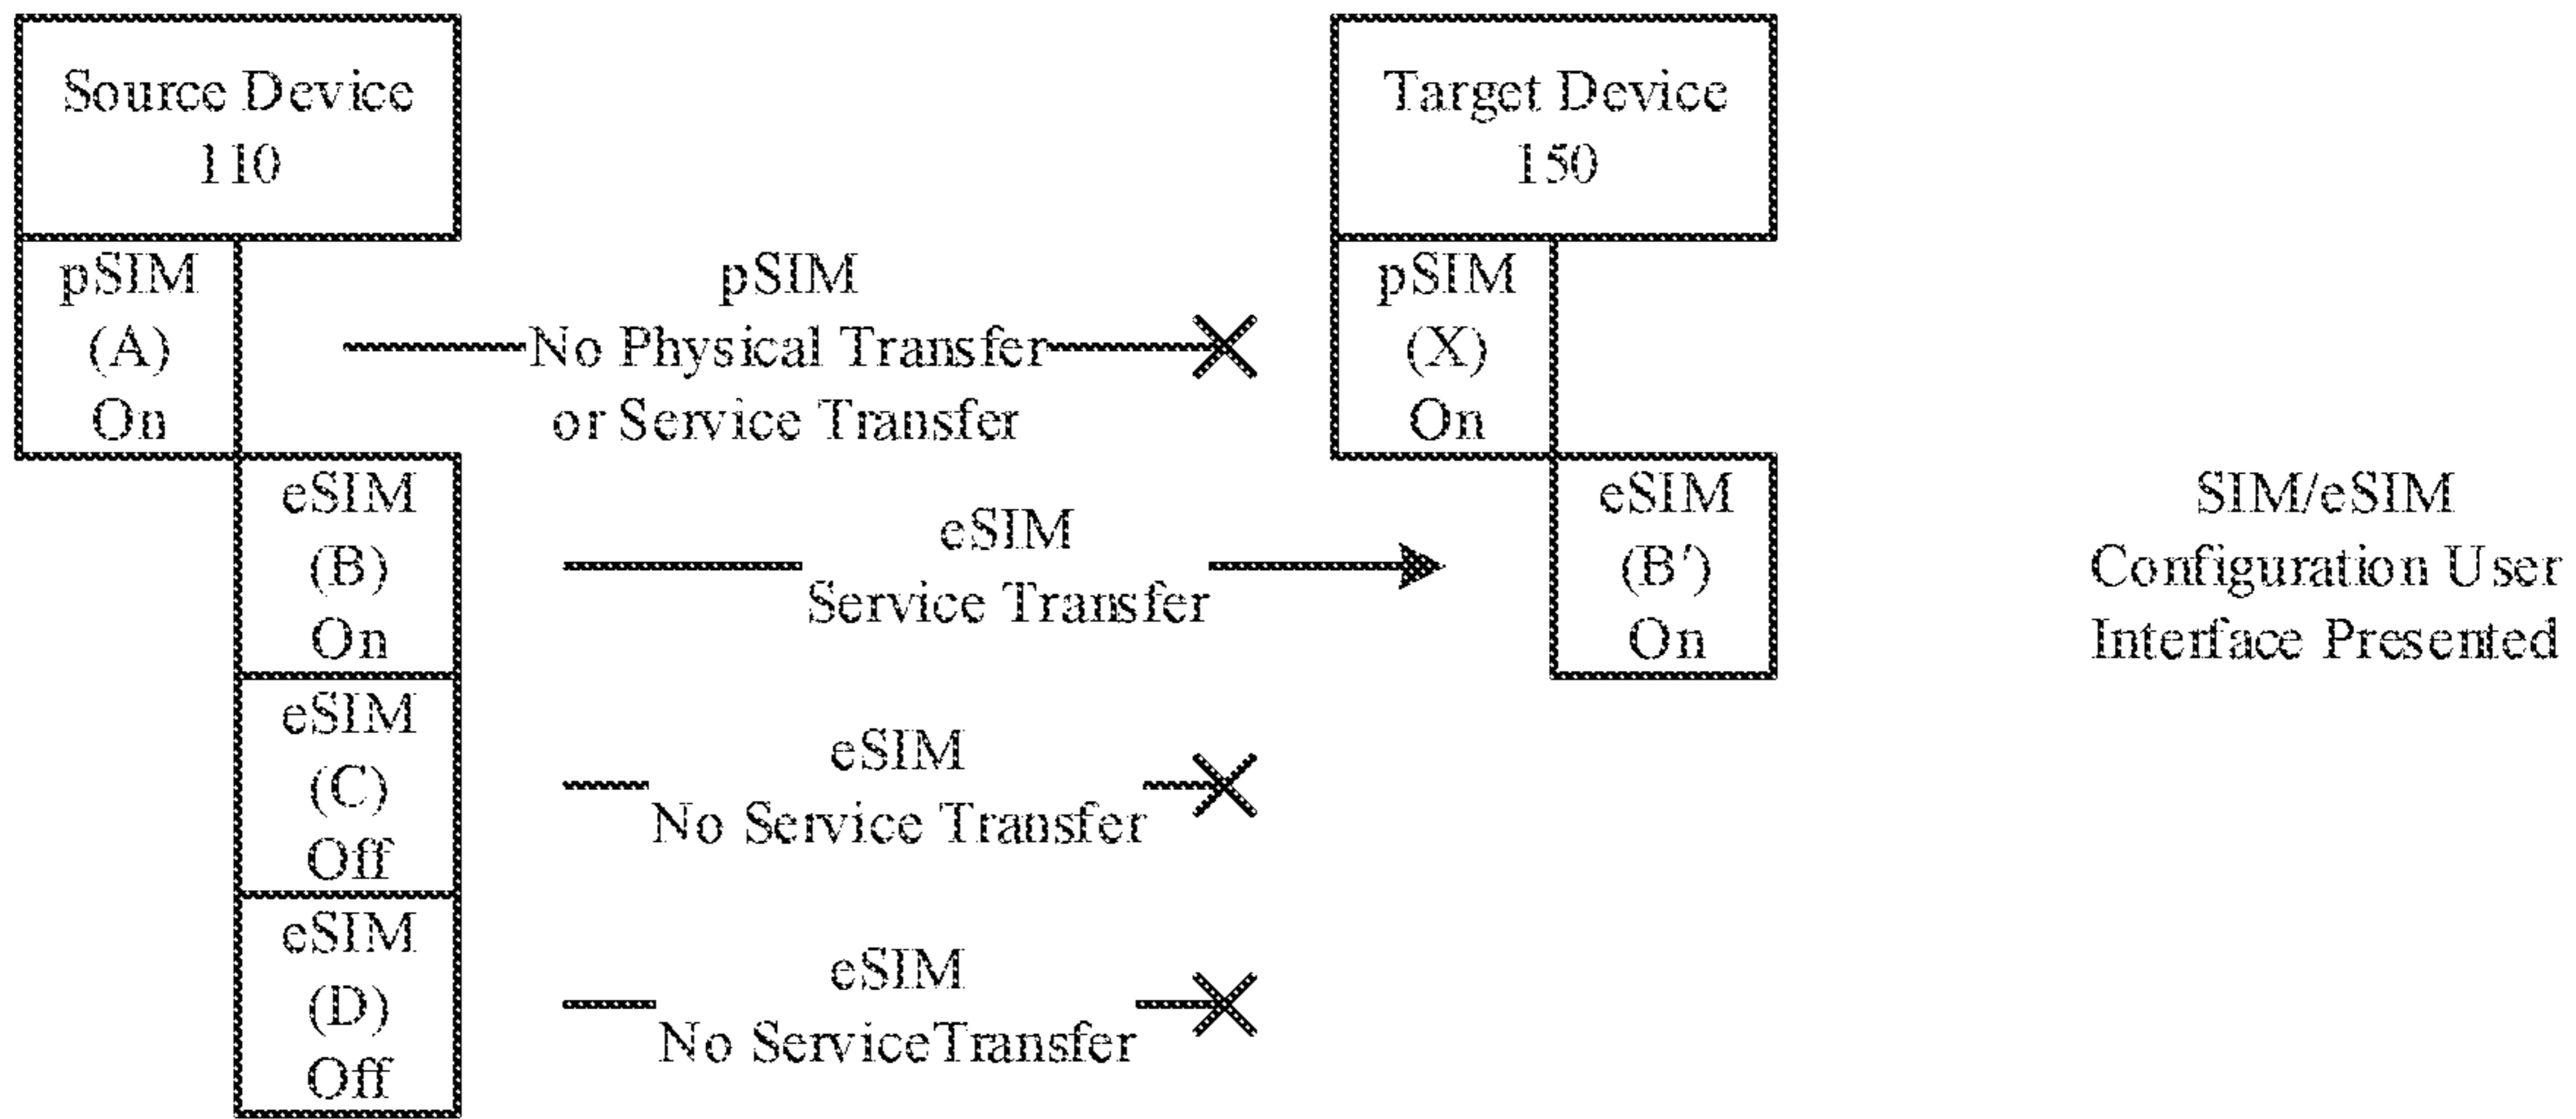 Source Device
110
Target Device
150
pSIM
(A)
On
pSIM
No Physical Transfer
or Service Transfer
pSIM
(X)
On
eSIM
(B)
On
eSIM
Service Transfer
eSIM
(B′)
On
SIM/eSIM
Configuration User
Interface Presented
eSIM
(C)
Off
eSIM
No Service Transfer
eSIM
(D)
Off
eSIM
No ServiceTransfer